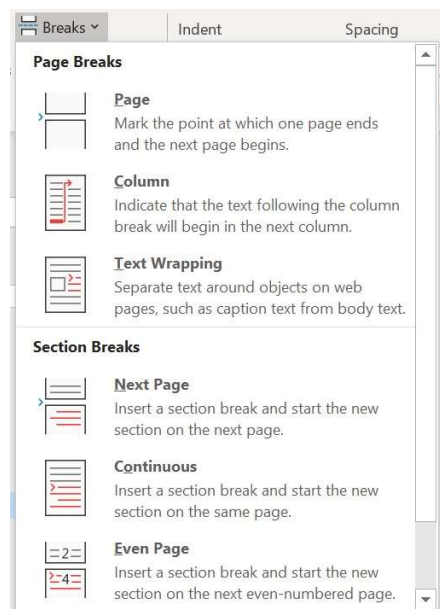 Breaks
Indent Spacing
Page Breaks
Page
Mark the point at which one page ends
and the next page begins.
Column
Indicate that the text following the column
break will begin in the next column.
Text Wrapping
Separate text around objects on web
pages, such as caption text from body text.
Section Breaks
Next Page
Insert a section break and start the new
section on the next page.
Continuous
Insert a section break and start the new
section on the same page.
=2=
4=
Even Page
Insert a section break and start the new
section on the next even-numbered page.